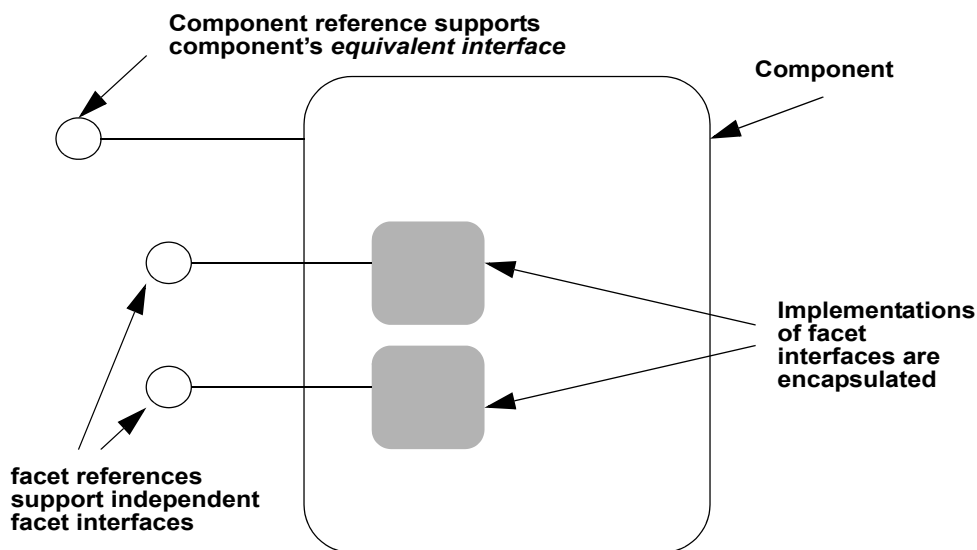 Component reference supports
component’s equivalent interface
Component
Implementations
of facet
interfaces are
encapsulated
facet references
support independent
facet interfaces